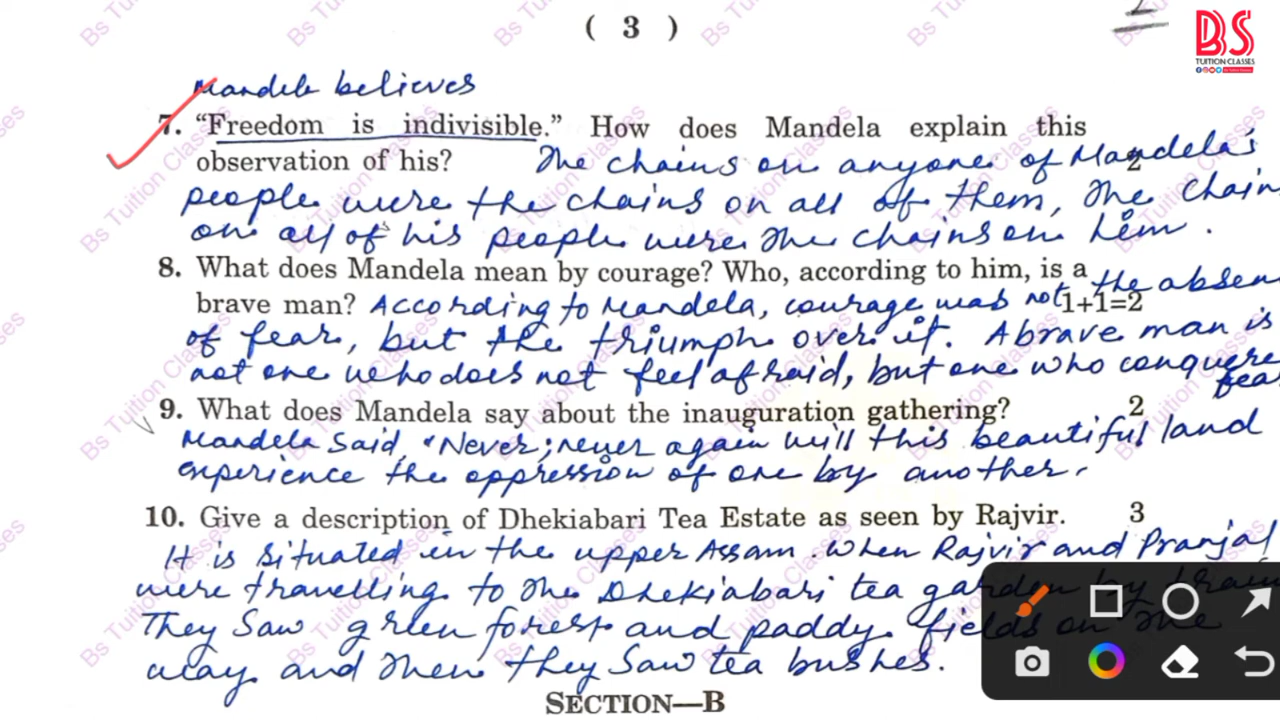 ( 3 )
BS
TUITION CLASSES
Mandela believes
7. "Freedom is indivisible." How does Mandela explain this
observation of his? 2
The chains on anyone of Mandela's
people were the chains on all of them, The chain
on all of his people were the chains on him.
8. What does Mandela mean by courage? Who, according to him, is a
brave man? 1+1=2
According to Mandela, courage was not the absen
of fear, but the triumph over it. A brave man is
not one who does not feel afraid, but one who conquere
fear
9. What does Mandela say about the inauguration gathering? 2
Mandela said, "Never, never again will this beautiful land
experience the oppression of one by another.
10. Give a description of Dhekiabari Tea Estate as seen by Rajvir. 3
It is situated in the upper Assam. When Rajvir and Pranjal
were travelling to the Dhekiabari tea garden by train
They saw green forest and paddy fields on the
way and then they saw tea bushes.
SECTION—B